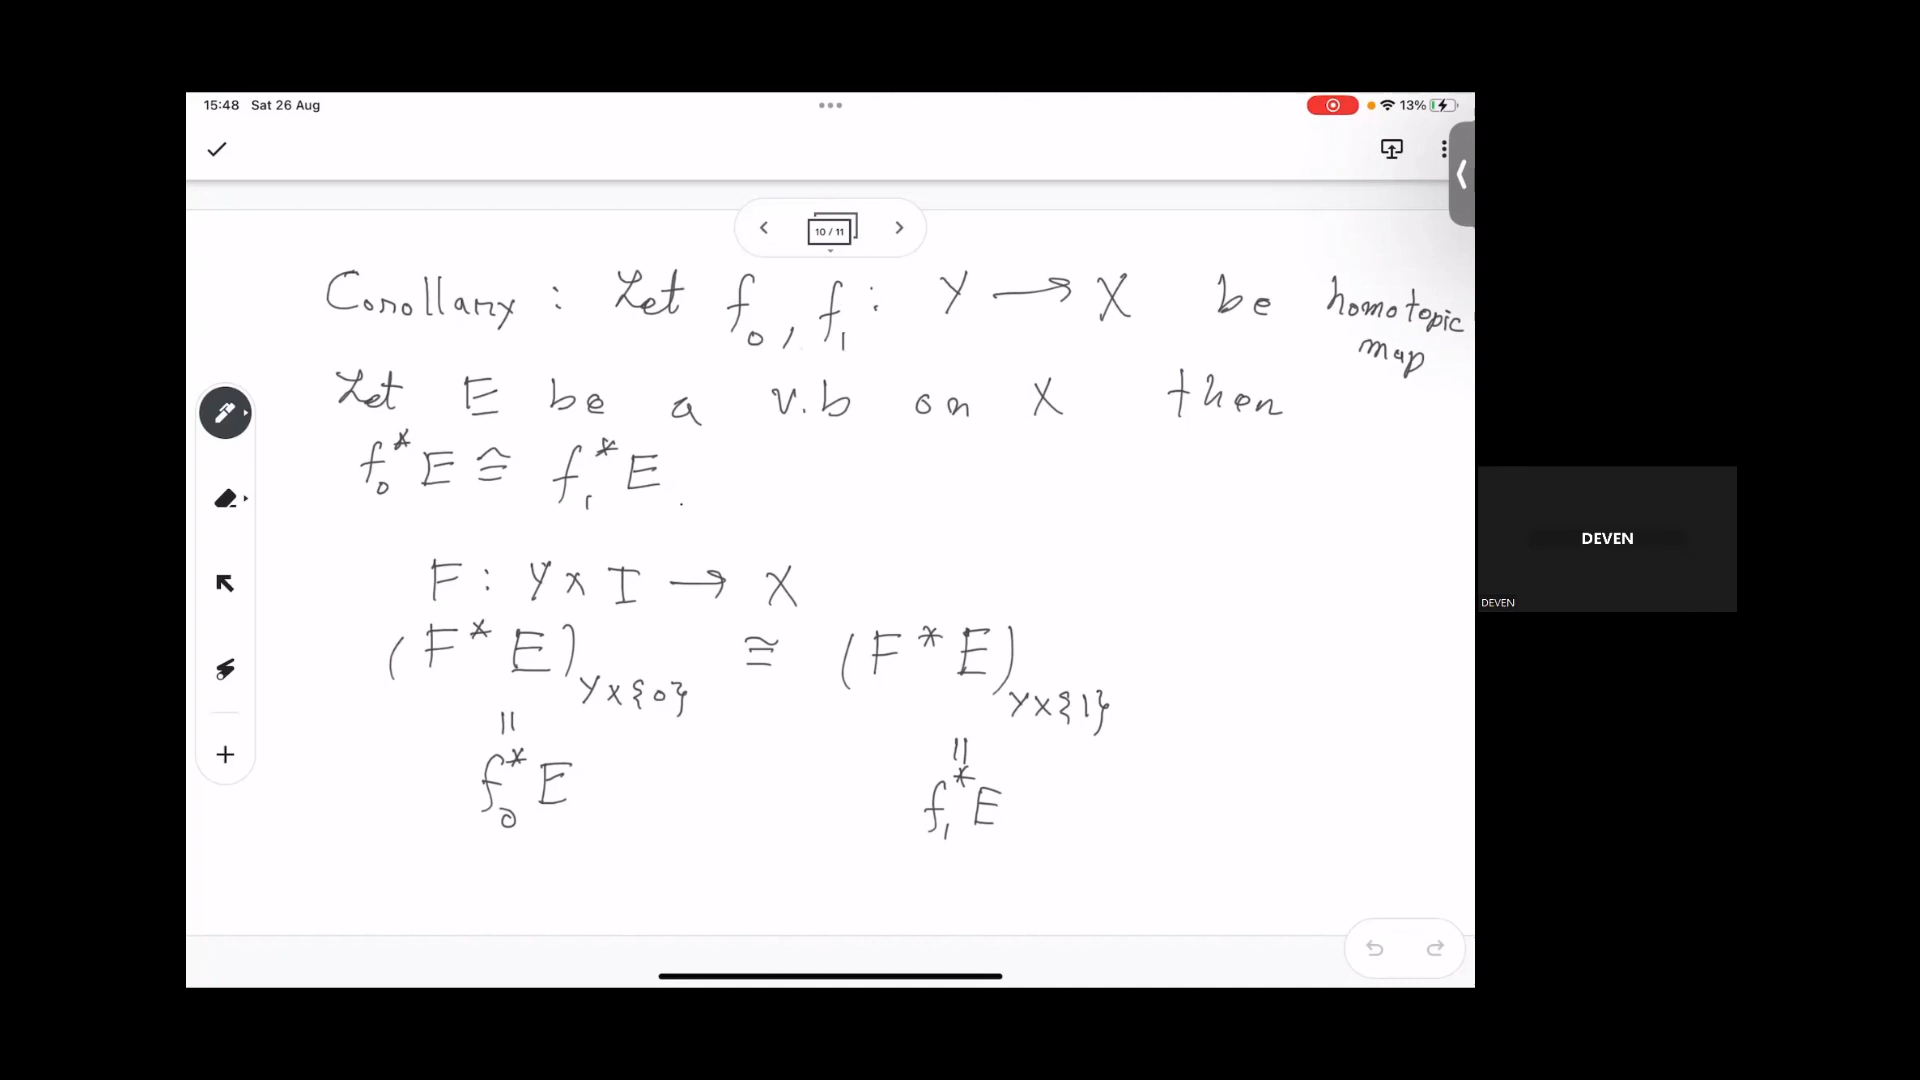 15:48 Sat 26 Aug
13%
10 / 11
Corollary : Let f₀, f₁ : Y → X be homotopic map
Let E be a v.b on X then
f₀* E ≅ f₁* E .
F : Y × I → X
(F* E)_{Y×{0}} ≅ (F* E)_{Y×{1}}
||
||
f₀* E
f₁* E
DEVEN
DEVEN